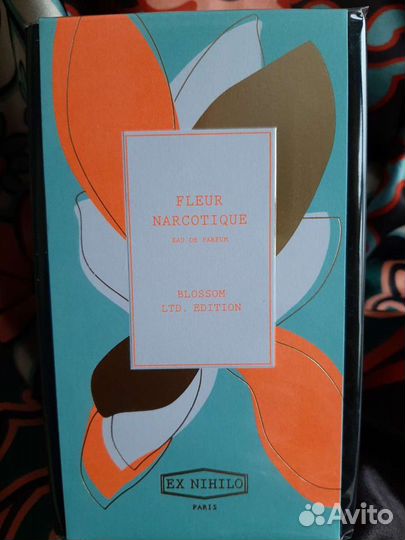 FLEUR
NARCOTIQUE
EAU DE PARFUM
BLOSSOM
LTD. EDITION
EX NIHILO
PARIS
Avito